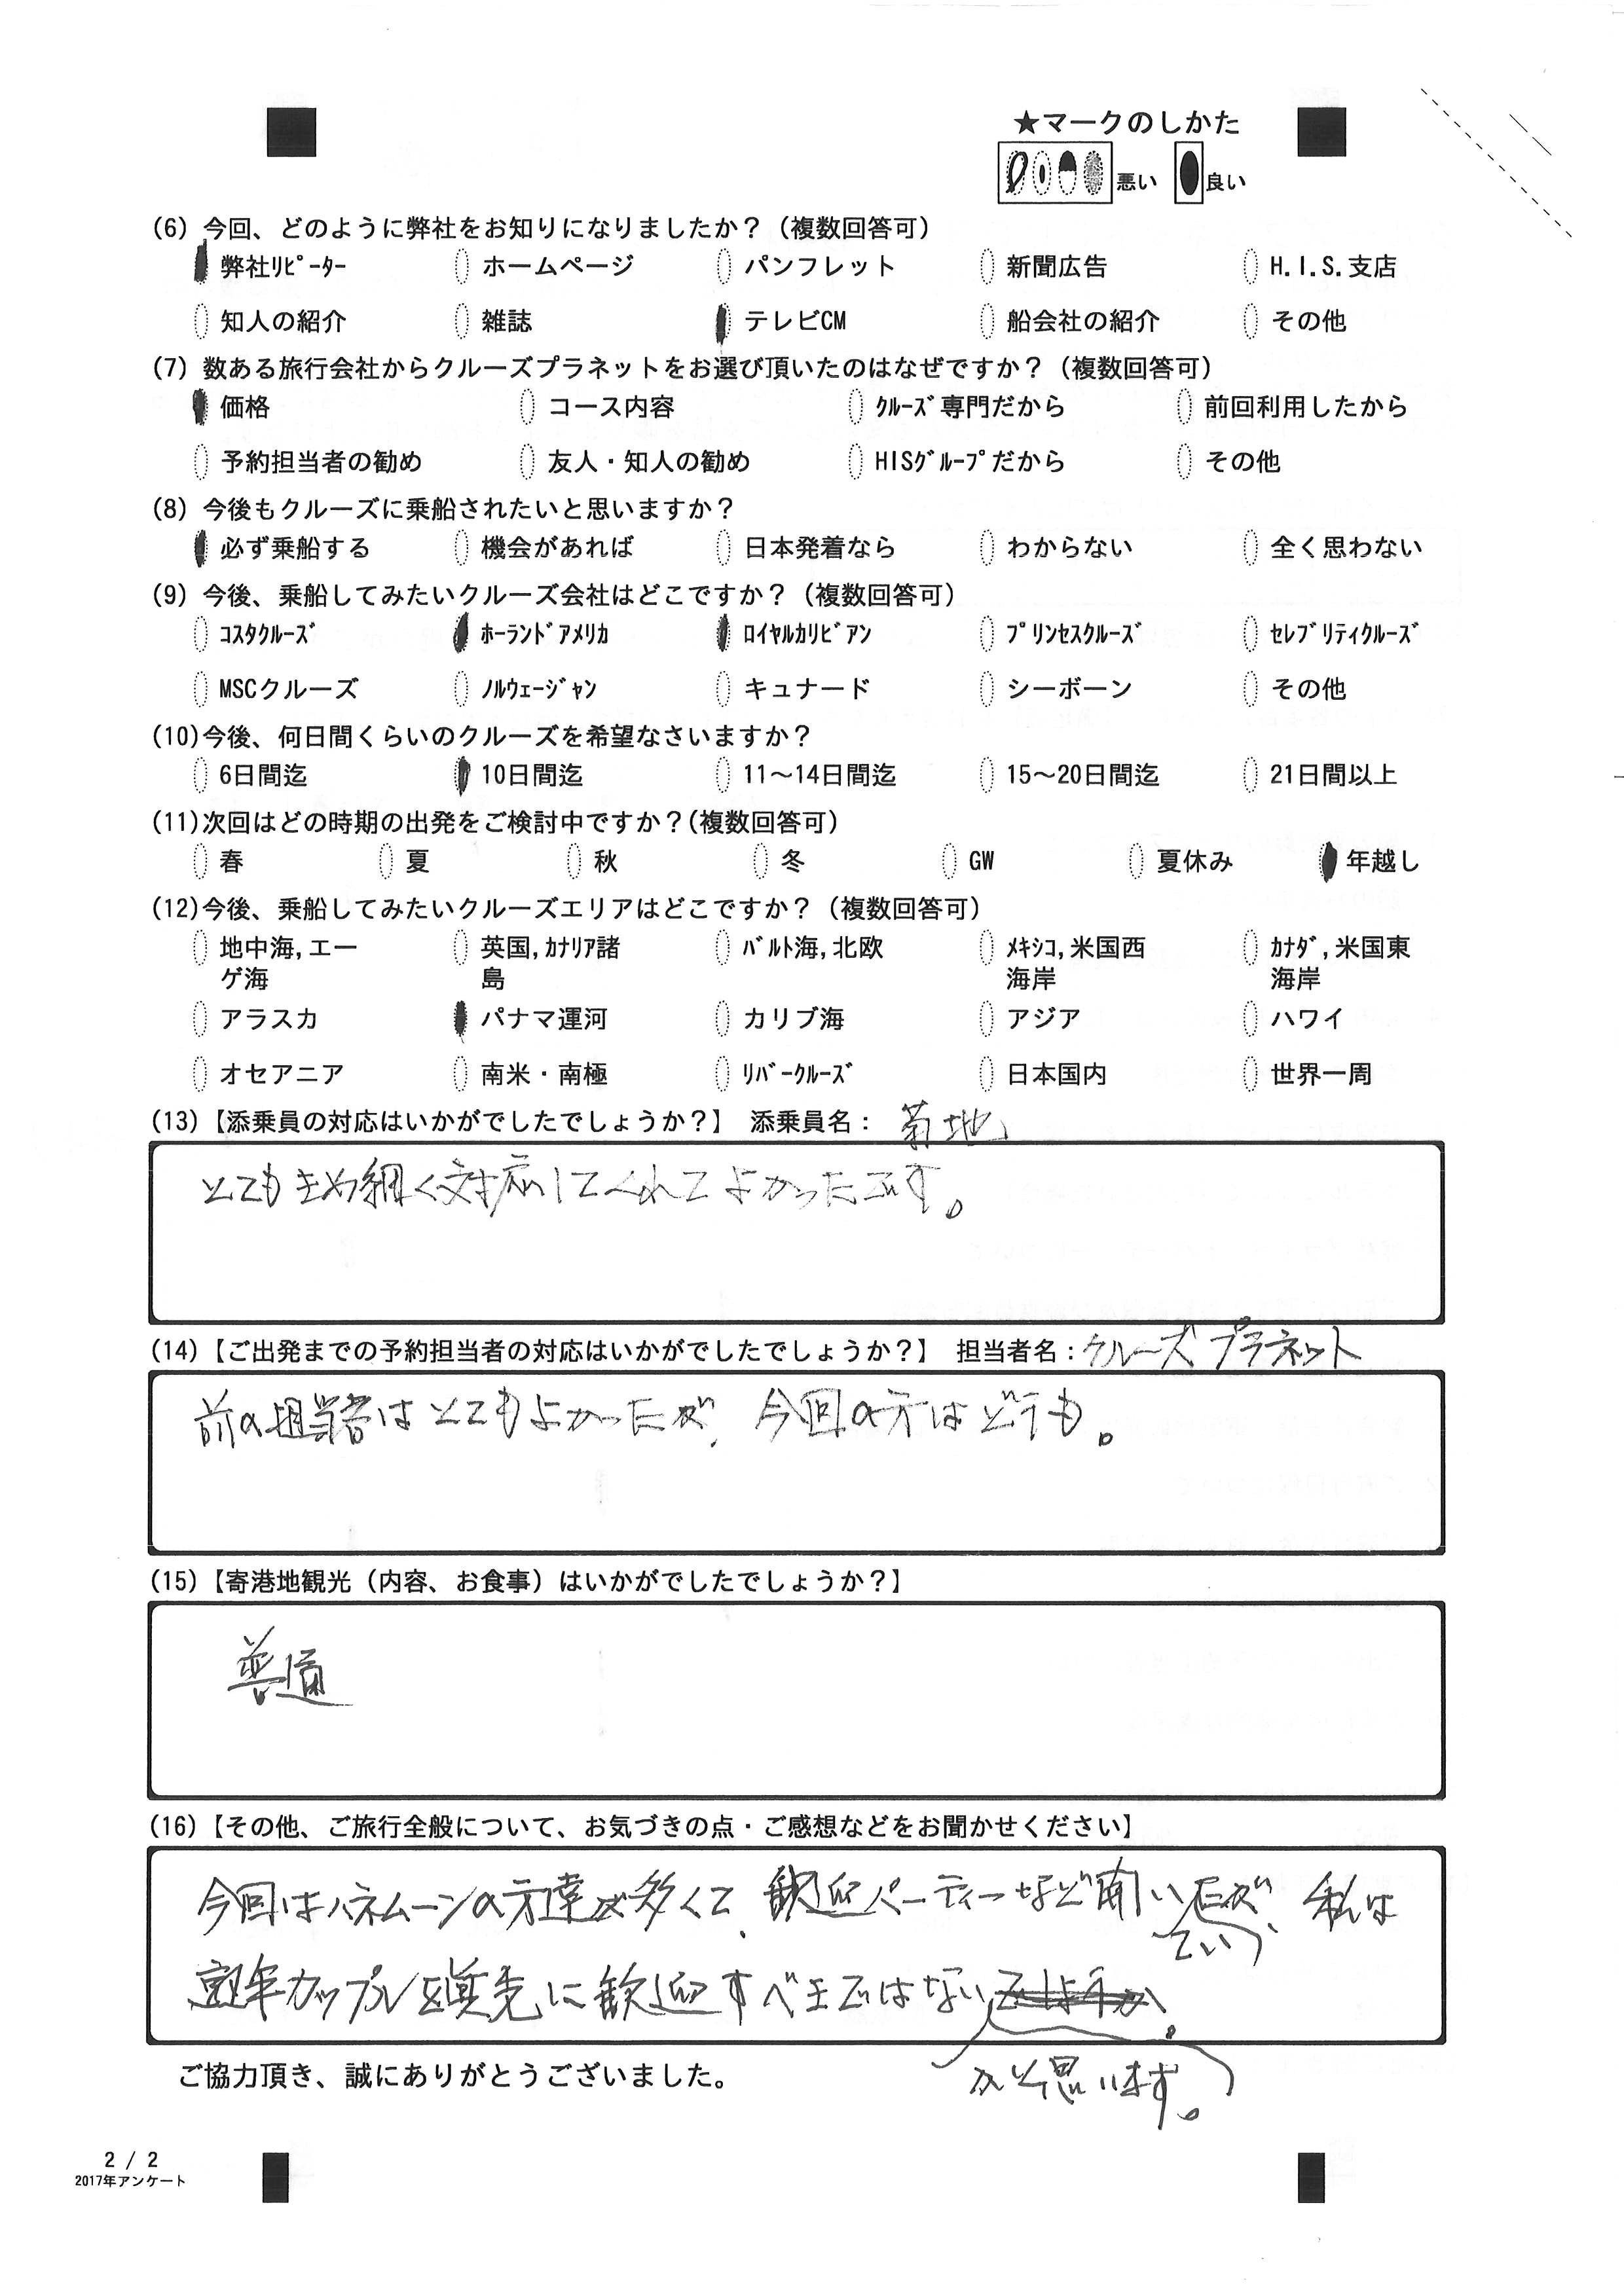 ★マークのしかた
悪い 良い
(6) 今回、どのように弊社をお知りになりましたか？（複数回答可）
弊社ﾘﾋﾟｰﾀｰ ホームページ パンフレット 新聞広告 H.I.S.支店
知人の紹介 雑誌 テレビCM 船会社の紹介 その他
(7) 数ある旅行会社からクルーズプラネットをお選び頂いたのはなぜですか？（複数回答可）
価格 コース内容 ｸﾙｰｽﾞ専門だから 前回利用したから
予約担当者の勧め 友人・知人の勧め HISｸﾞﾙｰﾌﾟだから その他
(8) 今後もクルーズに乗船されたいと思いますか？
必ず乗船する 機会があれば 日本発着なら わからない 全く思わない
(9) 今後、乗船してみたいクルーズ会社はどこですか？（複数回答可）
ｺｽﾀｸﾙｰｽﾞ ﾎｰﾗﾝﾄﾞｱﾒﾘｶ ﾛｲﾔﾙｶﾘﾋﾞｱﾝ ﾌﾟﾘﾝｾｽｸﾙｰｽﾞ ｾﾚﾌﾞﾘﾃｨｸﾙｰｽﾞ
MSCクルーズ ﾉﾙｳｪｰｼﾞｬﾝ キュナード シーボーン その他
(10)今後、何日間くらいのクルーズを希望なさいますか？
6日間迄 10日間迄 11～14日間迄 15～20日間迄 21日間以上
(11)次回はどの時期の出発をご検討中ですか？(複数回答可)
春 夏 秋 冬 GW 夏休み 年越し
(12)今後、乗船してみたいクルーズエリアはどこですか？（複数回答可）
地中海,エー 英国,ｶﾅﾘｱ諸 ﾊﾞﾙﾄ海,北欧 ﾒｷｼｺ,米国西 ｶﾅﾀﾞ,米国東
ゲ海 島 海岸 海岸
アラスカ パナマ運河 カリブ海 アジア ハワイ
オセアニア 南米・南極 ﾘﾊﾞｰｸﾙｰｽﾞ 日本国内 世界一周
(13)【添乗員の対応はいかがでしたでしょうか？】 添乗員名： 菊地
とてもきめ細く対応してくれてよかったです。
(14)【ご出発までの予約担当者の対応はいかがでしたでしょうか？】 担当者名：クルーズプラネット
前の担当者はとてもよかったが、今回の方はどうも。
(15)【寄港地観光（内容、お食事）はいかがでしたでしょうか？】
普通
(16)【その他、ご旅行全般について、お気づきの点・ご感想などをお聞かせください】
今回はハネムーンの方達が多くて、歓迎パーティーなど開いたが、私は
ていう
熟年カップルを真先に歓迎すべきではないでしょうか。
かと思います。
ご協力頂き、誠にありがとうございました。
2 / 2
2017年アンケート